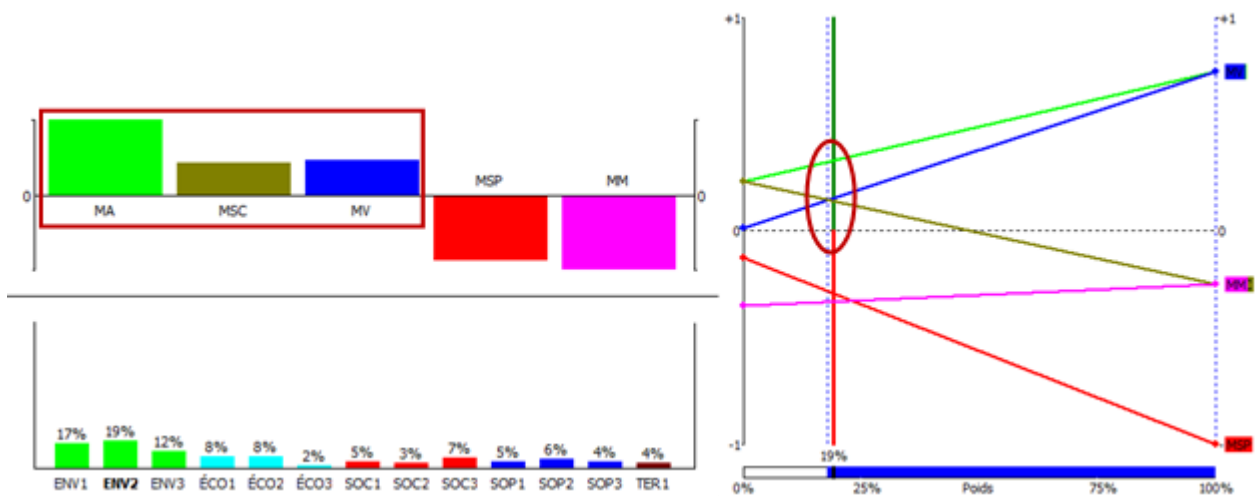 +1 +1
MV
MSP MM
0 0
MA MSC MV
0 0
MM
17% 19% 12% 8% 8% 2% 5% 3% 7% 5% 6% 4% 4%
ENV1 ENV2 ENV3 ÉCO1 ÉCO2 ÉCO3 SOC1 SOC2 SOC3 SOP1 SOP2 SOP3 TER1
-1 MSP
19%
0% 25% Poids 75% 100%